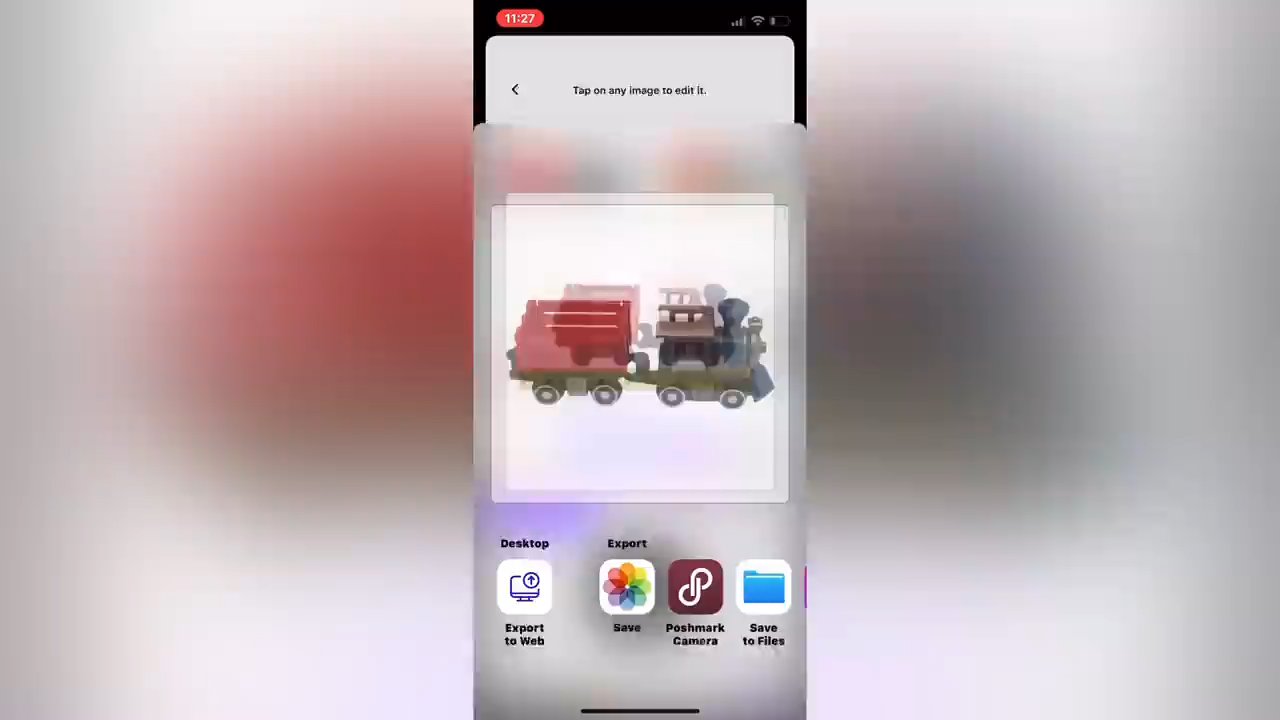 11:27
Tap on any image to edit it.
Desktop
Export
Export
to Web
Save
Poshmark
Camera
Save
to Files